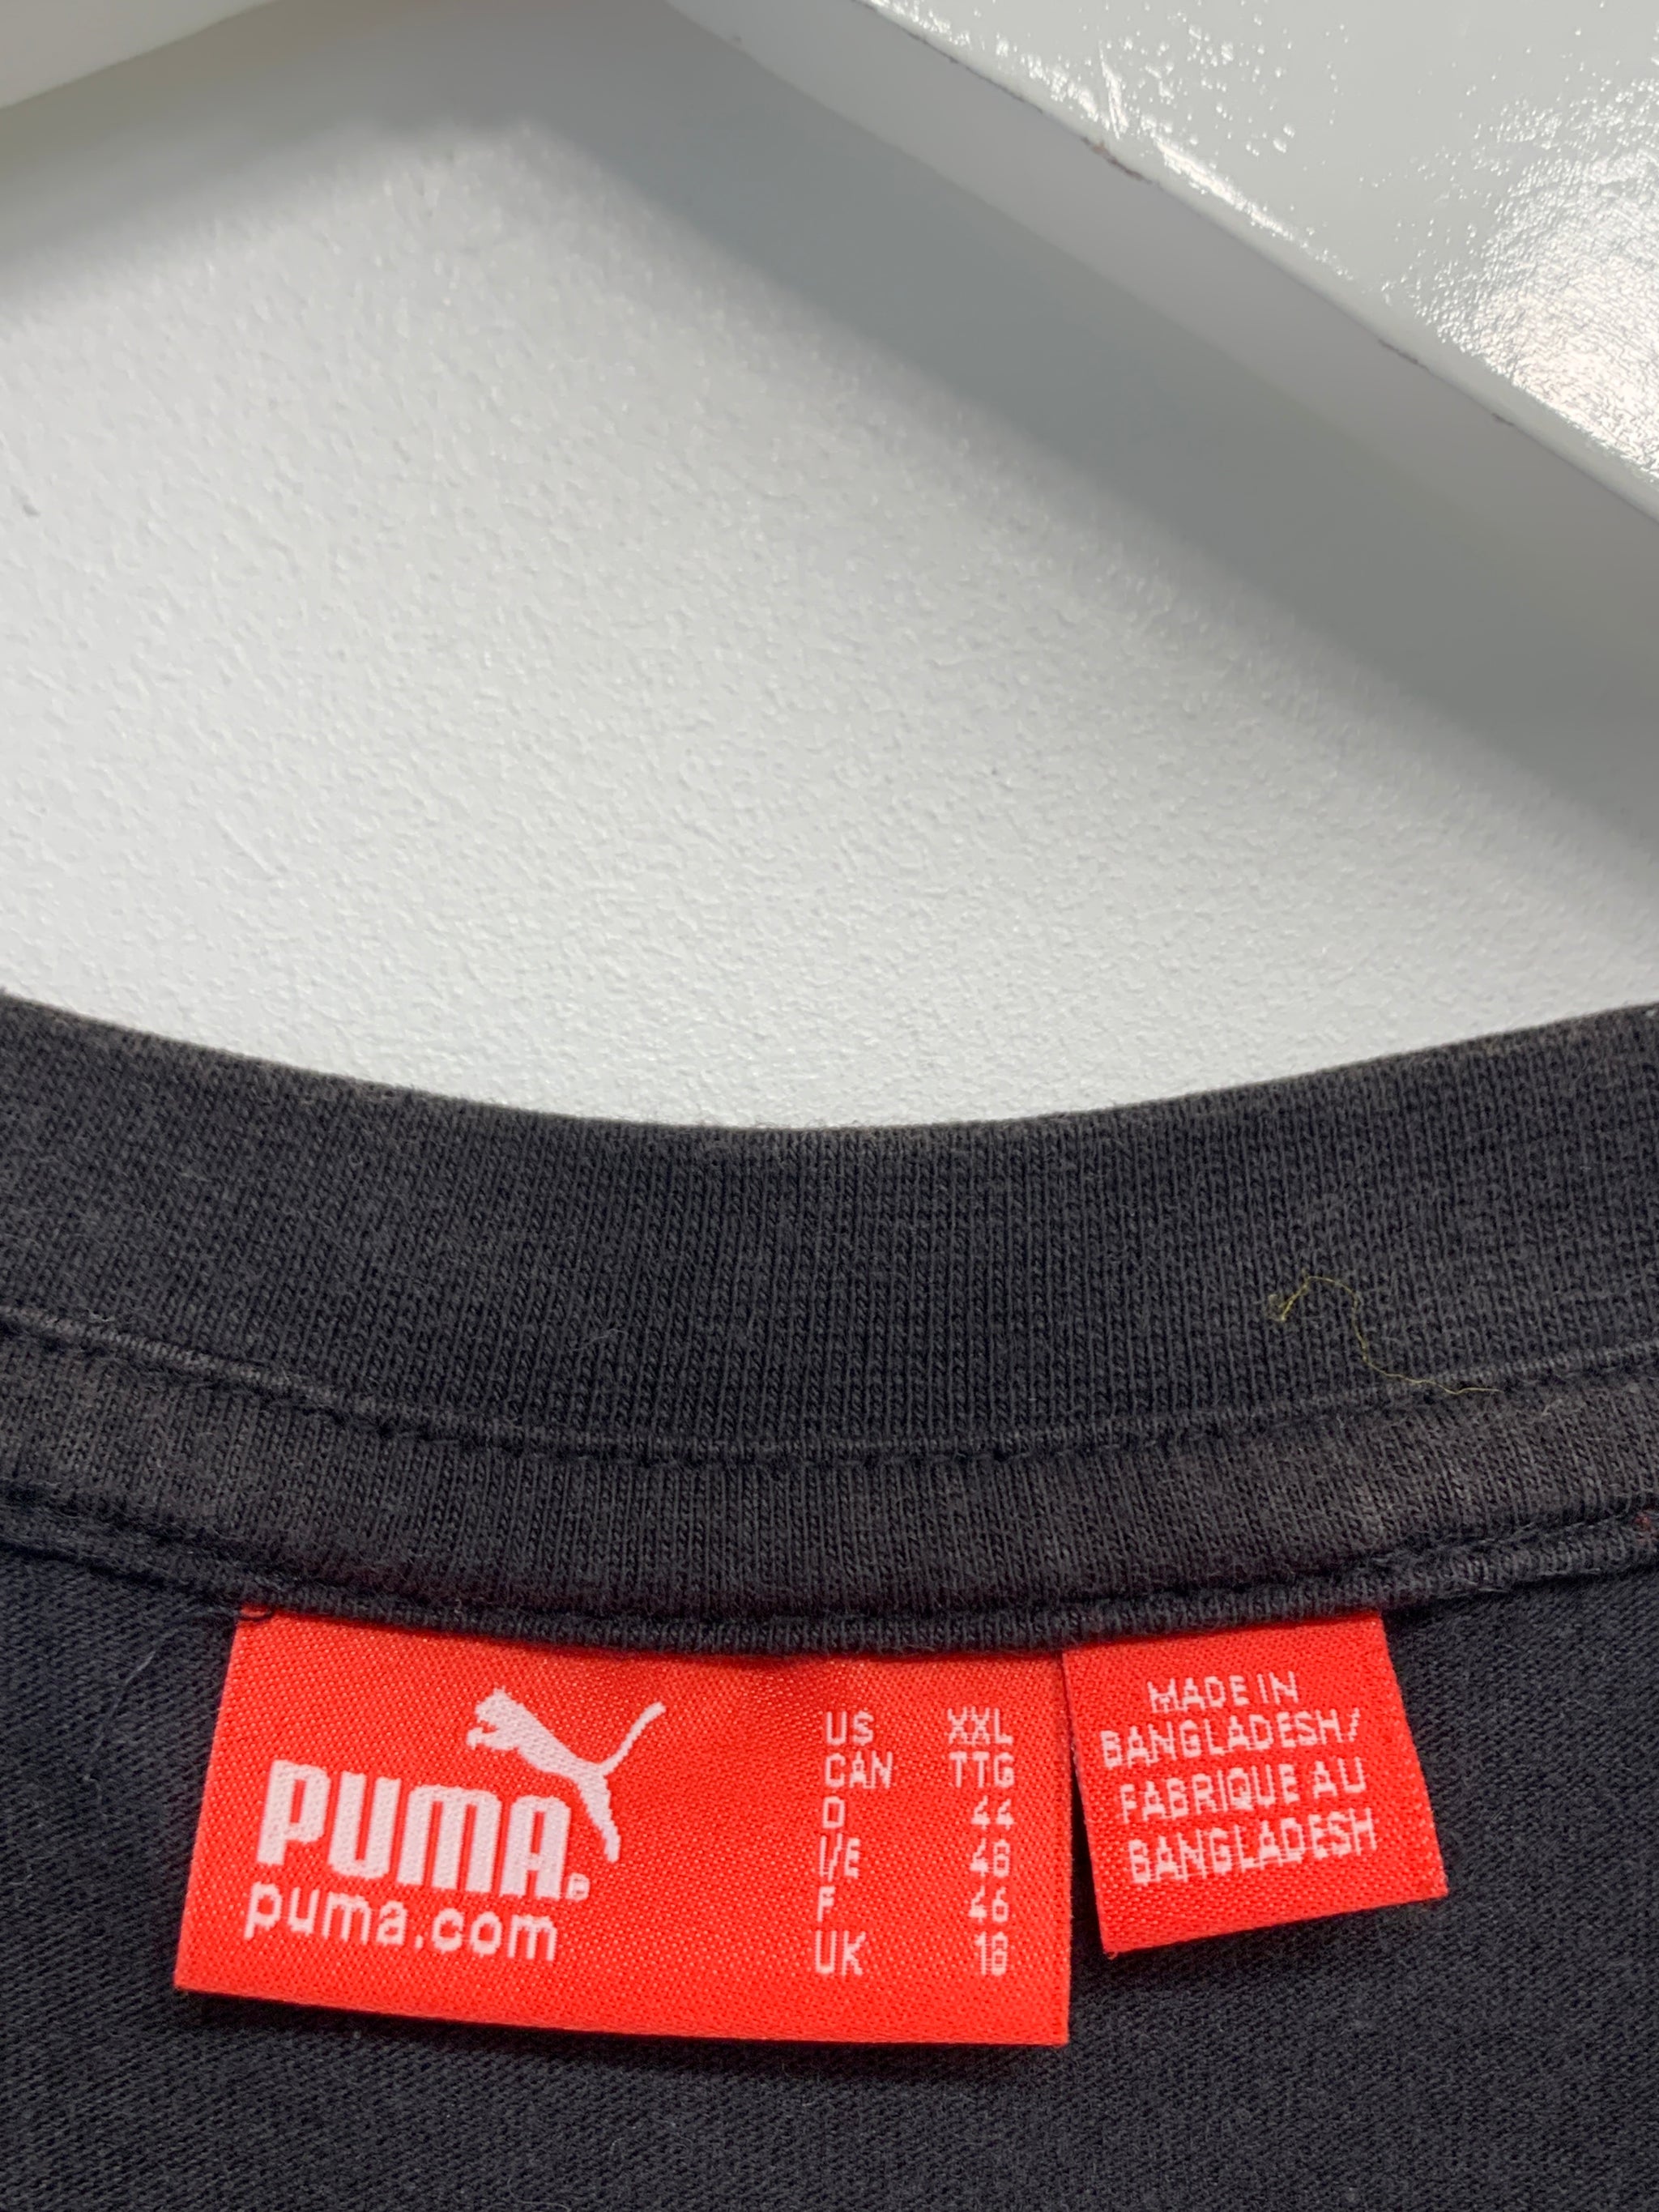 PUMA®
puma.com
US XXL
CAN TTG
D 44
I/E 48
F 46
UK 18
MADE IN
BANGLADESH/
FABRIQUE AU
BANGLADESH